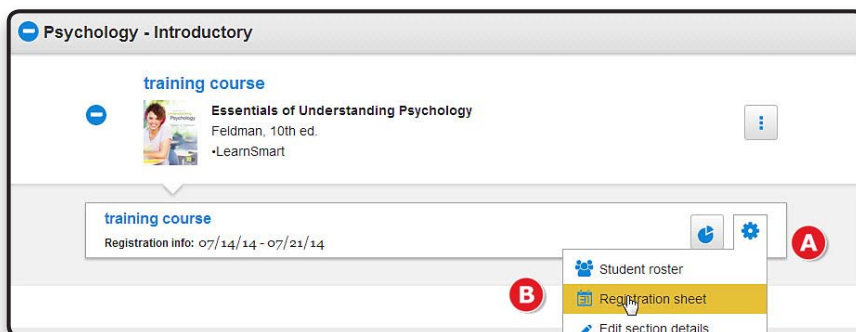 Psychology - Introductory
training course
Essentials of Understanding Psychology
Feldman, 10th ed.
•LearnSmart
training course
Registration info: 07/14/14 - 07/21/14
A
Student roster
B
31
Registration sheet
Edit section details